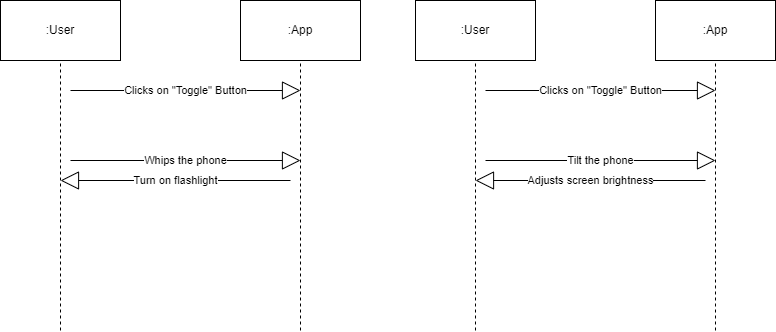 :User
:App
Clicks on "Toggle" Button
Whips the phone
Turn on flashlight
:User
:App
Clicks on "Toggle" Button
Tilt the phone
Adjusts screen brightness